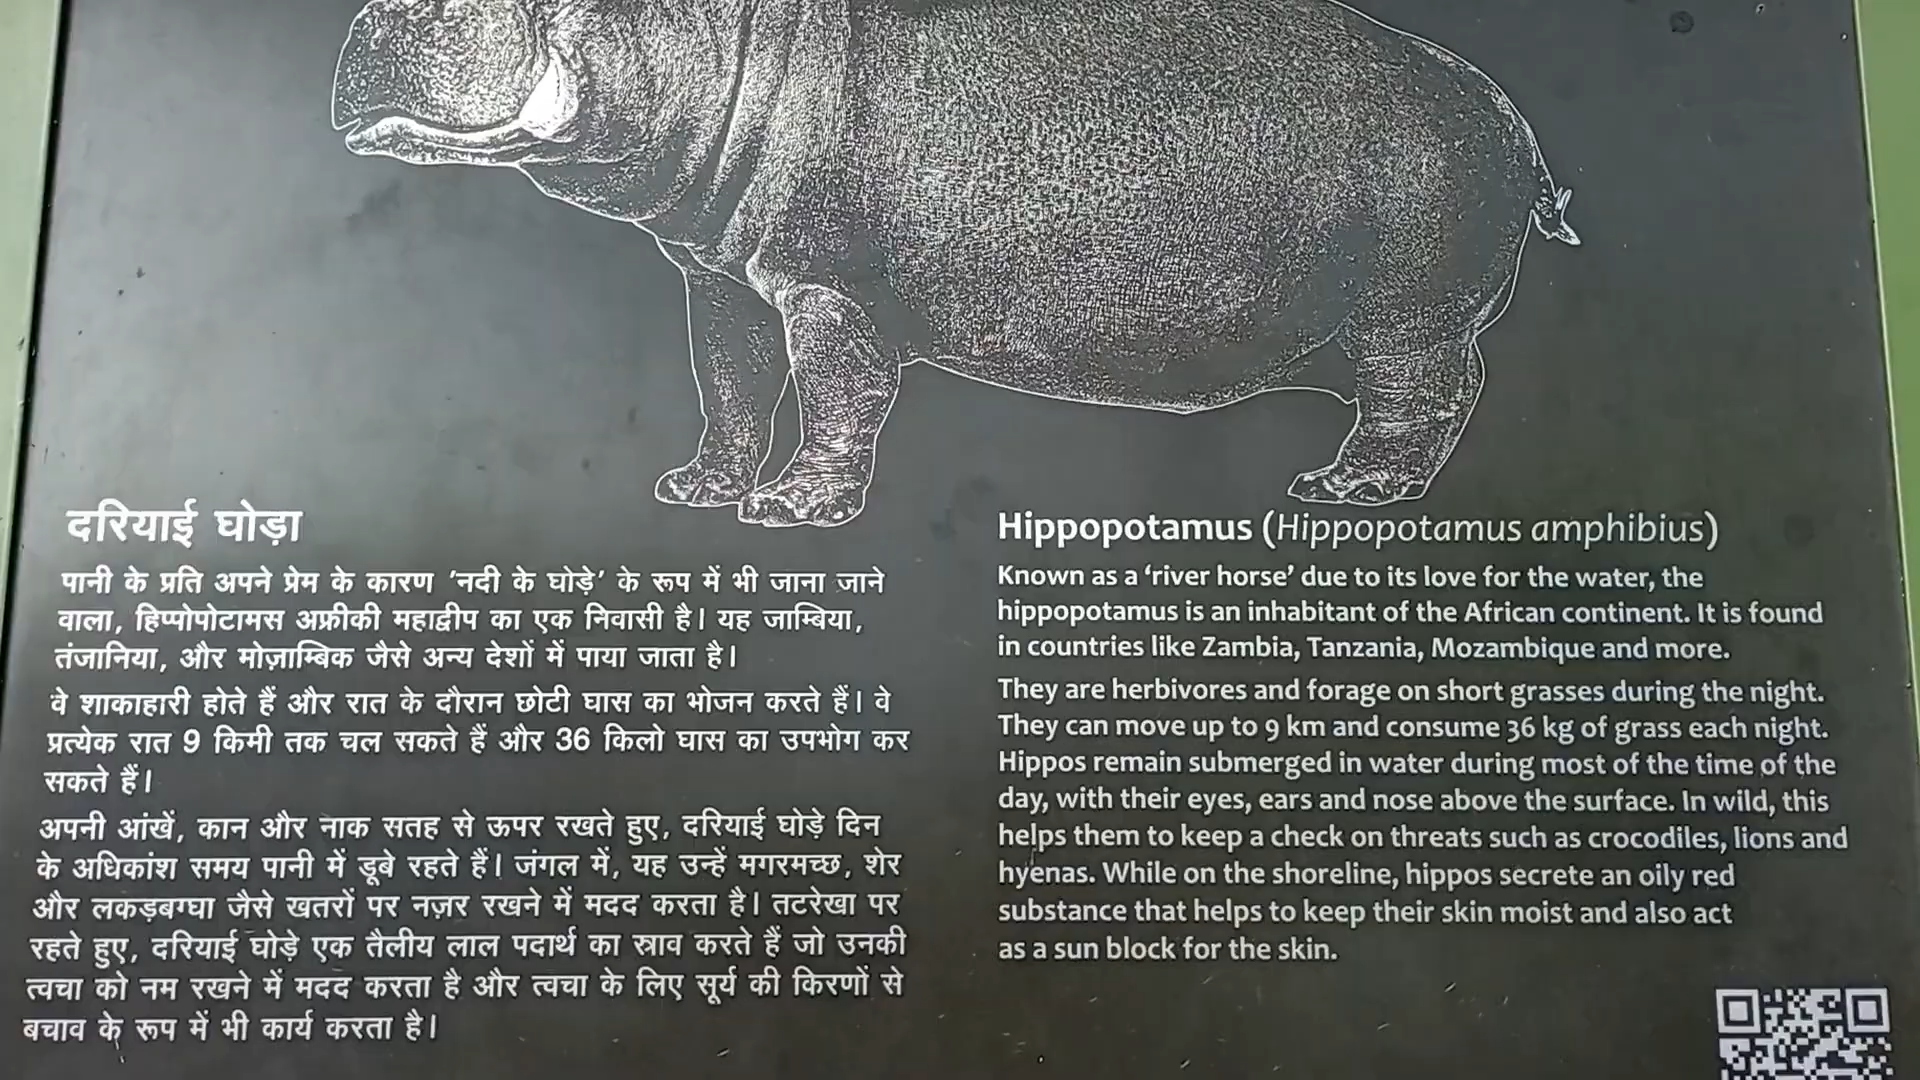 दरियाई घोड़ा
पानी के प्रति अपने प्रेम के कारण 'नदी के घोड़े' के रूप में भी जाना जाने
वाला, हिप्पोपोटामस अफ्रीकी महाद्वीप का एक निवासी है। यह जाम्बिया,
तंजानिया, और मोज़ाम्बिक जैसे अन्य देशों में पाया जाता है।
वे शाकाहारी होते हैं और रात के दौरान छोटी घास का भोजन करते हैं। वे
प्रत्येक रात 9 किमी तक चल सकते हैं और 36 किलो घास का उपभोग कर
सकते हैं।
अपनी आंखें, कान और नाक सतह से ऊपर रखते हुए, दरियाई घोड़े दिन
के अधिकांश समय पानी में डूबे रहते हैं। जंगल में, यह उन्हें मगरमच्छ, शेर
और लकड़बग्घा जैसे खतरों पर नज़र रखने में मदद करता है। तटरेखा पर
रहते हुए, दरियाई घोड़े एक तैलीय लाल पदार्थ का स्राव करते हैं जो उनकी
त्वचा को नम रखने में मदद करता है और त्वचा के लिए सूर्य की किरणों से
बचाव के रूप में भी कार्य करता है।
Hippopotamus (Hippopotamus amphibius)
Known as a ‘river horse’ due to its love for the water, the
hippopotamus is an inhabitant of the African continent. It is found
in countries like Zambia, Tanzania, Mozambique and more.
They are herbivores and forage on short grasses during the night.
They can move up to 9 km and consume 36 kg of grass each night.
Hippos remain submerged in water during most of the time of the
day, with their eyes, ears and nose above the surface. In wild, this
helps them to keep a check on threats such as crocodiles, lions and
hyenas. While on the shoreline, hippos secrete an oily red
substance that helps to keep their skin moist and also act
as a sun block for the skin.